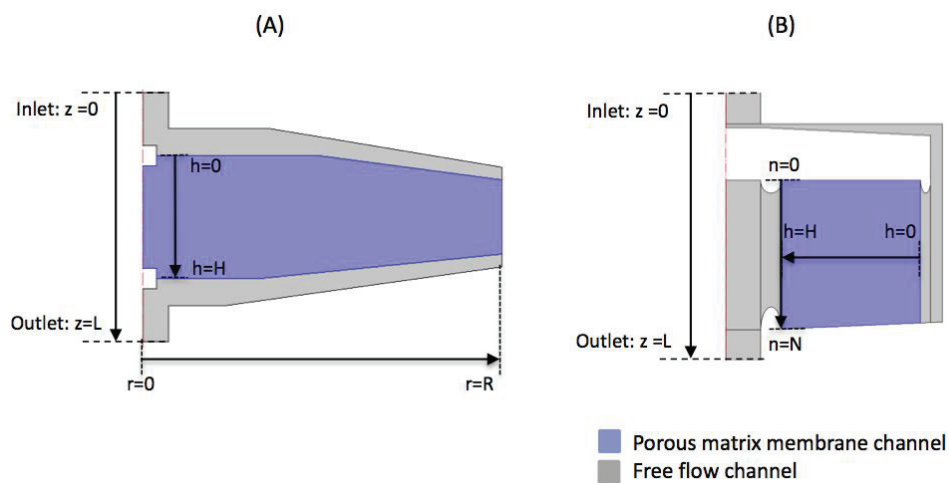 (A)
(B)
Inlet: z =0
h=0
h=H
Outlet: z=L
r=0
r=R
Inlet: z =0
n=0
h=H
h=0
Outlet: z =L
n=N
Porous matrix membrane channel
Free flow channel